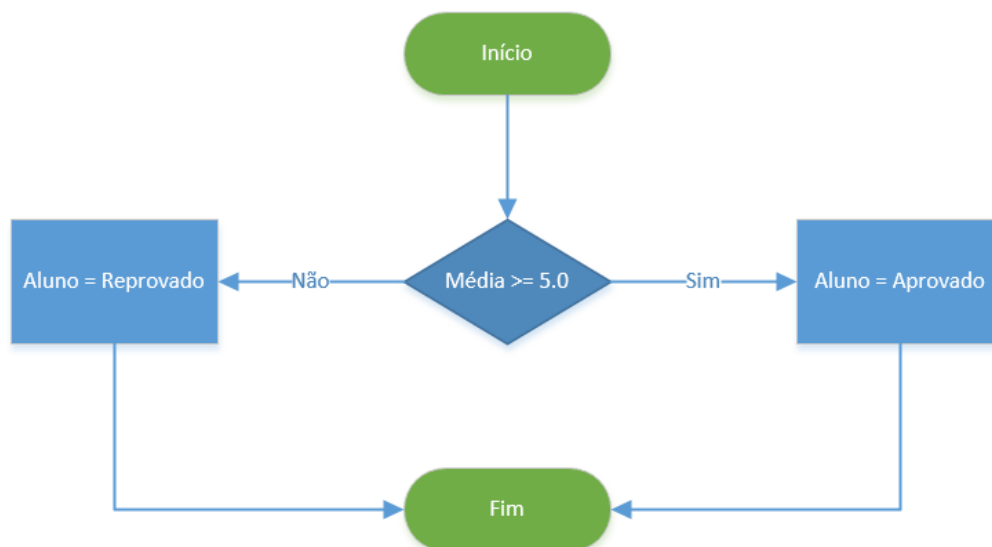 Início
Aluno = Reprovado
Não
Média >= 5.0
Sim
Aluno = Aprovado
Fim